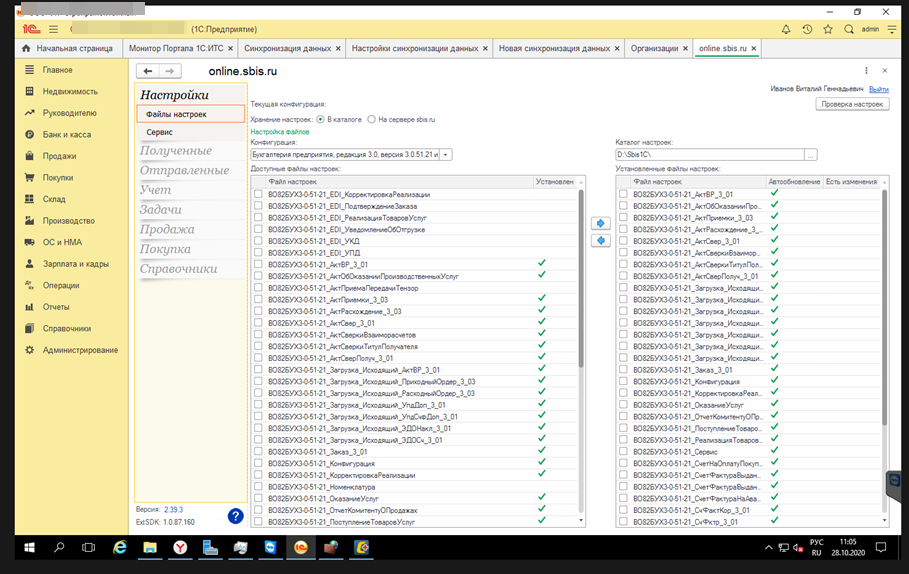 1С
(1С:Предприятие)
admin
Начальная страница
Монитор Портала 1С:ИТС ×
Синхронизация данных ×
Настройки синхронизации данных ×
Новая синхронизация данных ×
Организации ×
online.sbis.ru ×
Главное
Недвижимость
Руководителю
Банк и касса
Продажи
Покупки
Склад
Производство
ОС и НМА
Зарплата и кадры
Операции
Отчеты
Справочники
Администрирование
online.sbis.ru
Иванов Виталий Геннадьевич Выйти
Проверка настроек
Настройки
Файлы настроек
Сервис
Полученные
Отправленные
Учет
Задачи
Продажа
Покупка
Справочники
Версия: 2.39.3
ExtSDK: 1.0.87.160
?
Текущая конфигурация:
Хранение настроек: В каталоге На сервере sbis.ru
Настройка файлов
Конфигурация:
Бухгалтерия предприятия, редакция 3.0, версия 3.0.51.21 и
Доступные файлы настроек:
Файл настроек Установлен
ВО82БУХ3-0-51-21_EDI_КорректировкаРеализации
ВО82БУХ3-0-51-21_EDI_ПодтверждениеЗаказа
ВО82БУХ3-0-51-21_EDI_РеализацияТоваровУслуг
ВО82БУХ3-0-51-21_EDI_УведомлениеОбОтгрузке
ВО82БУХ3-0-51-21_EDI_УКД
ВО82БУХ3-0-51-21_EDI_УПД
ВО82БУХ3-0-51-21_АктВР_3_01
ВО82БУХ3-0-51-21_АктОбОказанииПроизводственныхУслуг
ВО82БУХ3-0-51-21_АктПриемаПередачиТензор
ВО82БУХ3-0-51-21_АктПриемки_3_03
ВО82БУХ3-0-51-21_АктРасхождение_3_03
ВО82БУХ3-0-51-21_АктСвер_3_01
ВО82БУХ3-0-51-21_АктСверкиВзаиморасчетов
ВО82БУХ3-0-51-21_АктСверкиТитулПолучателя
ВО82БУХ3-0-51-21_АктСверПолуч_3_01
ВО82БУХ3-0-51-21_Загрузка_Исходящий_АктВР_3_01
ВО82БУХ3-0-51-21_Загрузка_Исходящий_ПриходныйОрдер_3_03
ВО82БУХ3-0-51-21_Загрузка_Исходящий_РасходныйОрдер_3_03
ВО82БУХ3-0-51-21_Загрузка_Исходящий_УпдДоп_3_01
ВО82БУХ3-0-51-21_Загрузка_Исходящий_УпдСчфДоп_3_01
ВО82БУХ3-0-51-21_Загрузка_Исходящий_ЭДОНакл_3_01
ВО82БУХ3-0-51-21_Загрузка_Исходящий_ЭДОСч_3_01
ВО82БУХ3-0-51-21_Заказ_3_01
ВО82БУХ3-0-51-21_Конфигурация
ВО82БУХ3-0-51-21_КорректировкаРеализации
ВО82БУХ3-0-51-21_Номенклатура
ВО82БУХ3-0-51-21_ОказаниеУслуг
ВО82БУХ3-0-51-21_ОтчетКомитентуОПродажах
ВО82БУХ3-0-51-21_ПоступлениеТоваровУслуг
Каталог настроек:
D:\Sbis1C\
Установленные файлы настроек:
Файл настроек Автообновление Есть изменения
ВО82БУХ3-0-51-21_АктВР_3_01
ВО82БУХ3-0-51-21_АктОбОказанииПро...
ВО82БУХ3-0-51-21_АктПриемки_3_03
ВО82БУХ3-0-51-21_АктРасхождение_3_...
ВО82БУХ3-0-51-21_АктСвер_3_01
ВО82БУХ3-0-51-21_АктСверкиВзаимор...
ВО82БУХ3-0-51-21_АктСверкиТитулПол...
ВО82БУХ3-0-51-21_АктСверПолуч_3_01
ВО82БУХ3-0-51-21_Загрузка_Исходящи...
ВО82БУХ3-0-51-21_Загрузка_Исходящи...
ВО82БУХ3-0-51-21_Загрузка_Исходящи...
ВО82БУХ3-0-51-21_Загрузка_Исходящи...
ВО82БУХ3-0-51-21_Загрузка_Исходящи...
ВО82БУХ3-0-51-21_Загрузка_Исходящи...
ВО82БУХ3-0-51-21_Загрузка_Исходящи...
ВО82БУХ3-0-51-21_Заказ_3_01
ВО82БУХ3-0-51-21_Конфигурация
ВО82БУХ3-0-51-21_КорректировкаРеал...
ВО82БУХ3-0-51-21_ОказаниеУслуг
ВО82БУХ3-0-51-21_ОтчетКомитентуОПр...
ВО82БУХ3-0-51-21_ПоступлениеТоваро...
ВО82БУХ3-0-51-21_РеализацияТоваров...
ВО82БУХ3-0-51-21_Сервис
ВО82БУХ3-0-51-21_СчетНаОплатуПокуп...
ВО82БУХ3-0-51-21_СчетФактураВыдан...
ВО82БУХ3-0-51-21_СчетФактураВыдан...
ВО82БУХ3-0-51-21_СчетФактураНаАва...
ВО82БУХ3-0-51-21_СчФактКор_3_01
ВО82БУХ3-0-51-21_СчФктр_3_01
РУС
RU
11:05
28.10.2020